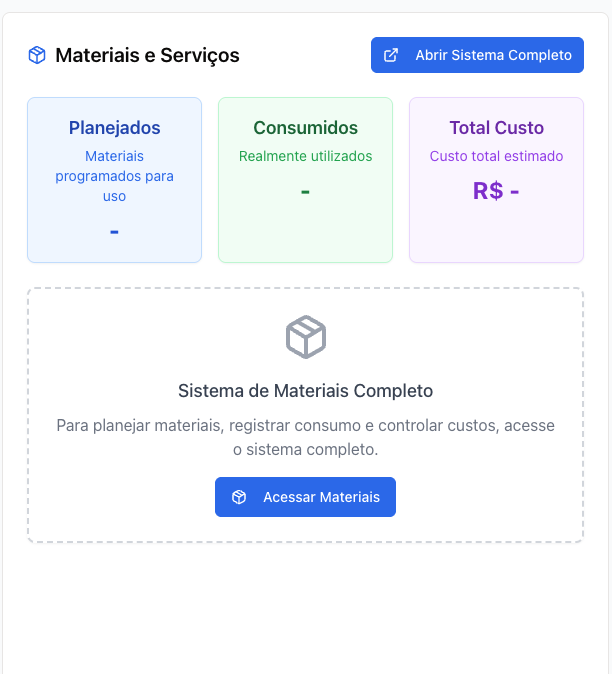 Materiais e Serviços
Abrir Sistema Completo
Planejados
Materiais
programados para
uso
-
Consumidos
Realmente utilizados
-
Total Custo
Custo total estimado
R$ -
Sistema de Materiais Completo
Para planejar materiais, registrar consumo e controlar custos, acesse
o sistema completo.
Acessar Materiais